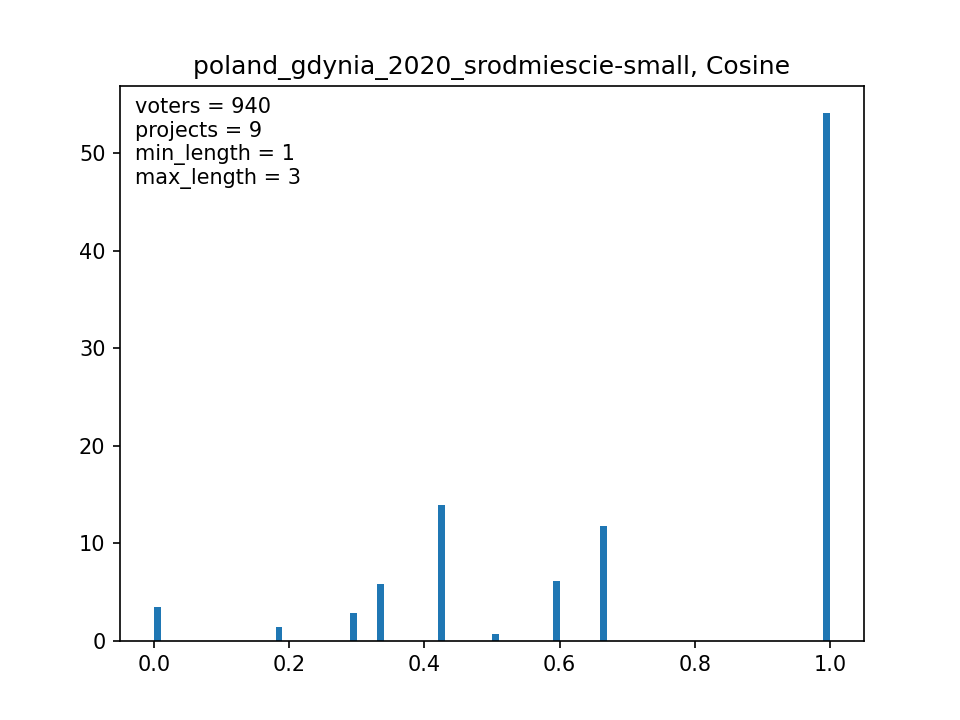 poland_gdynia_2020_srodmiescie-small, Cosine
voters = 940
projects = 9
min_length = 1
max_length = 3
50
40
30
20
10
0
0.0 0.2 0.4 0.6 0.8 1.0